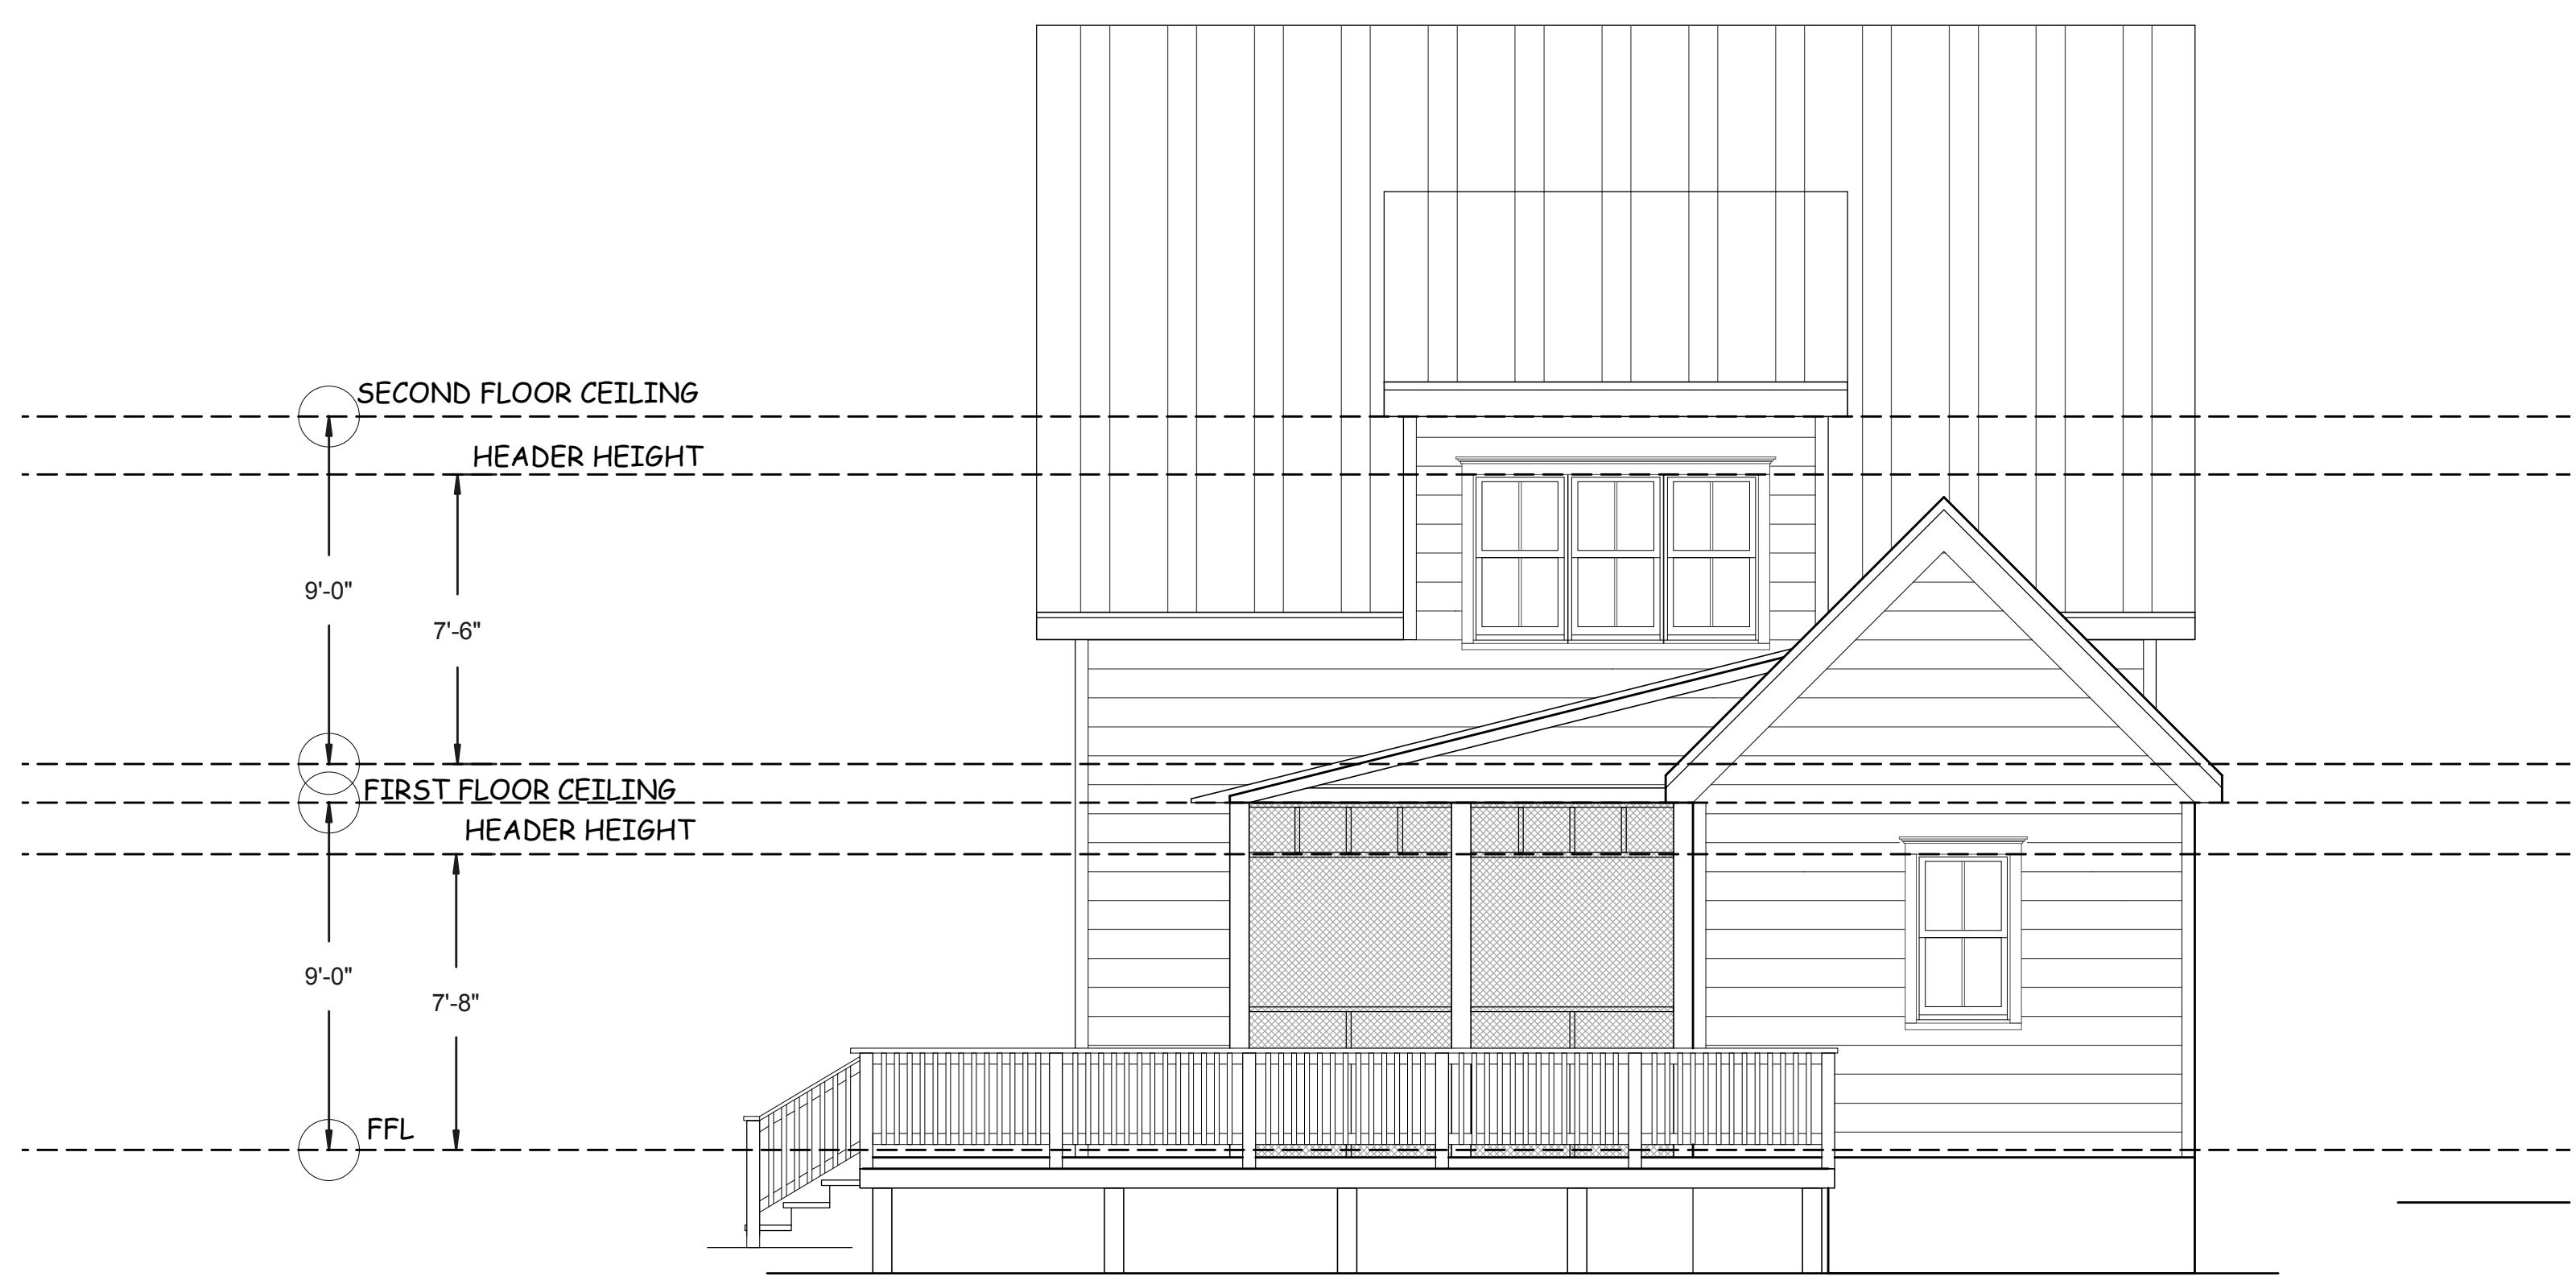 SECOND FLOOR CEILING
HEADER HEIGHT
9'-0"
7'-6"
FIRST FLOOR CEILING
HEADER HEIGHT
9'-0"
7'-8"
FFL